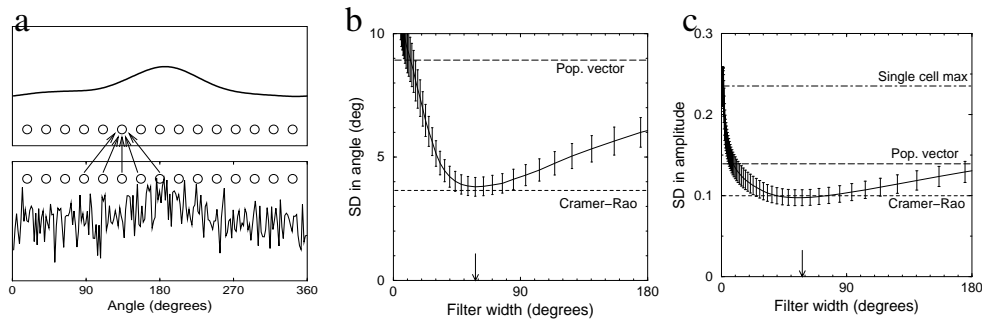 a
0 90 180 270 360
Angle (degrees)
b
10
5
0
SD in angle (deg)
Pop. vector
Cramer−Rao
0 90 180
Filter width (degrees)
c
0.3
0.2
0.1
0
SD in amplitude
Single cell max
Pop. vector
Cramer−Rao
0 90 180
Filter width (degrees)